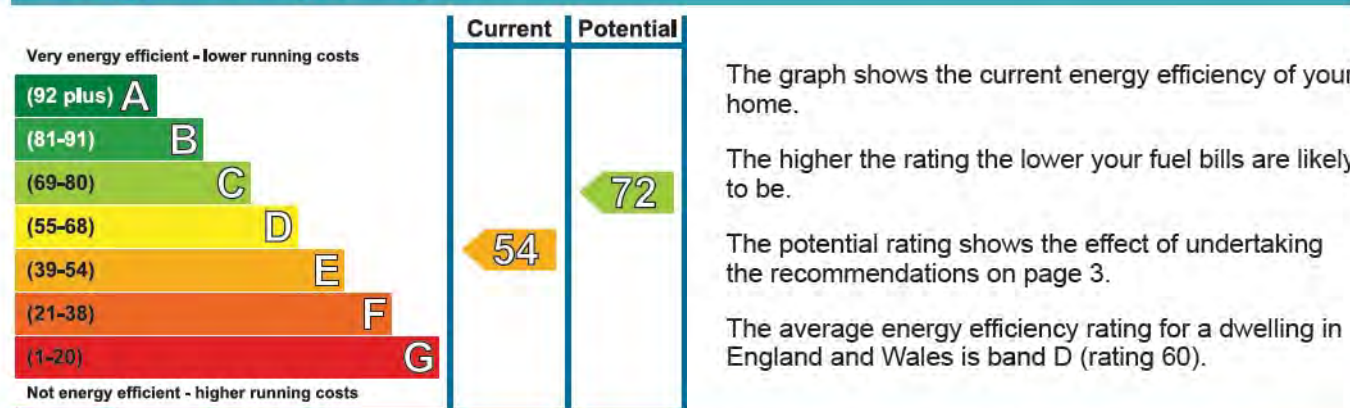 Current Potential
Very energy efficient - lower running costs
(92 plus) A
(81-91) B
(69-80) C
(55-68) D
(39-54) E
(21-38) F
(1-20) G
Not energy efficient - higher running costs
72
54
The graph shows the current energy efficiency of your
home.
The higher the rating the lower your fuel bills are likely
to be.
The potential rating shows the effect of undertaking
the recommendations on page 3.
The average energy efficiency rating for a dwelling in
England and Wales is band D (rating 60).